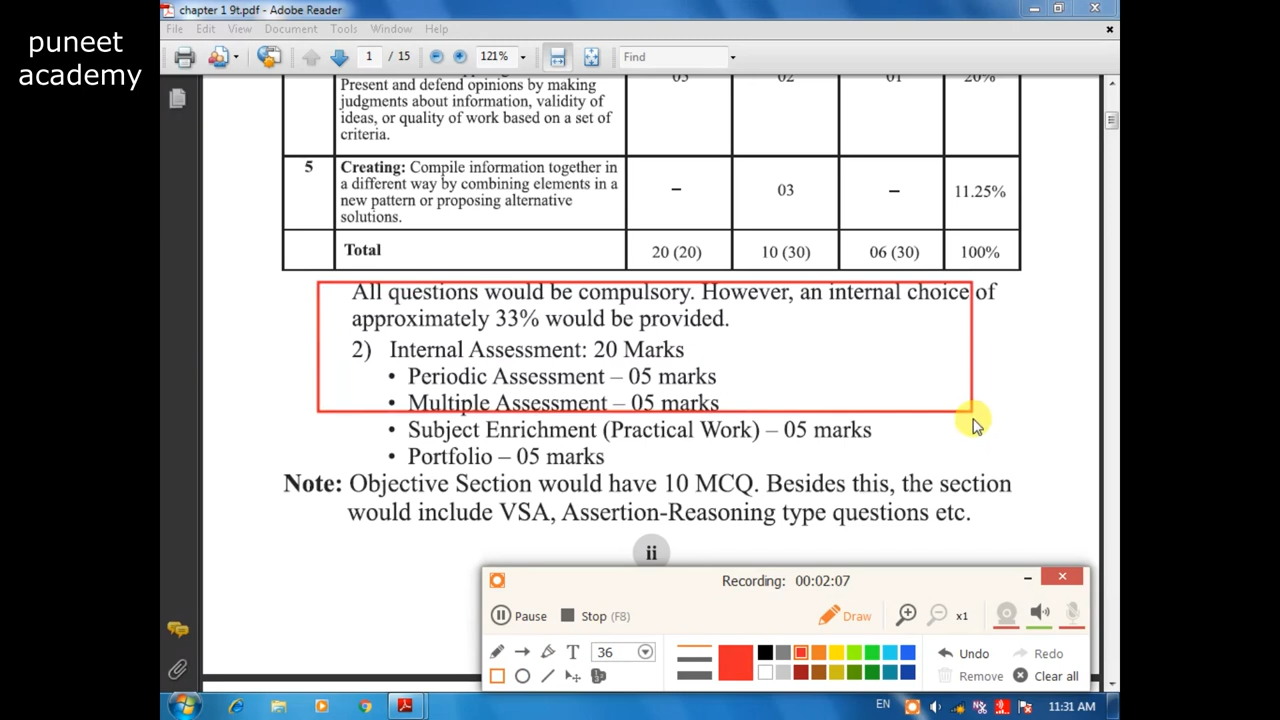 puneet
academy
chapter 1 9t.pdf - Adobe Reader
File Edit View Document Tools Window Help
1 / 15 121% Find
03 02 01 20%
Present and defend opinions by making
judgments about information, validity of
ideas, or quality of work based on a set of
criteria.
5 Creating: Compile information together in
a different way by combining elements in a
new pattern or proposing alternative
solutions.
– 03 – 11.25%
Total 20 (20) 10 (30) 06 (30) 100%
All questions would be compulsory. However, an internal choice of
approximately 33% would be provided.
2) Internal Assessment: 20 Marks
• Periodic Assessment – 05 marks
• Multiple Assessment – 05 marks
• Subject Enrichment (Practical Work) – 05 marks
• Portfolio – 05 marks
Note: Objective Section would have 10 MCQ. Besides this, the section
would include VSA, Assertion-Reasoning type questions etc.
ii
Recording: 00:02:07
Pause Stop (F8) Draw x1
T 36 Undo Redo
Remove Clear all
EN 11:31 AM